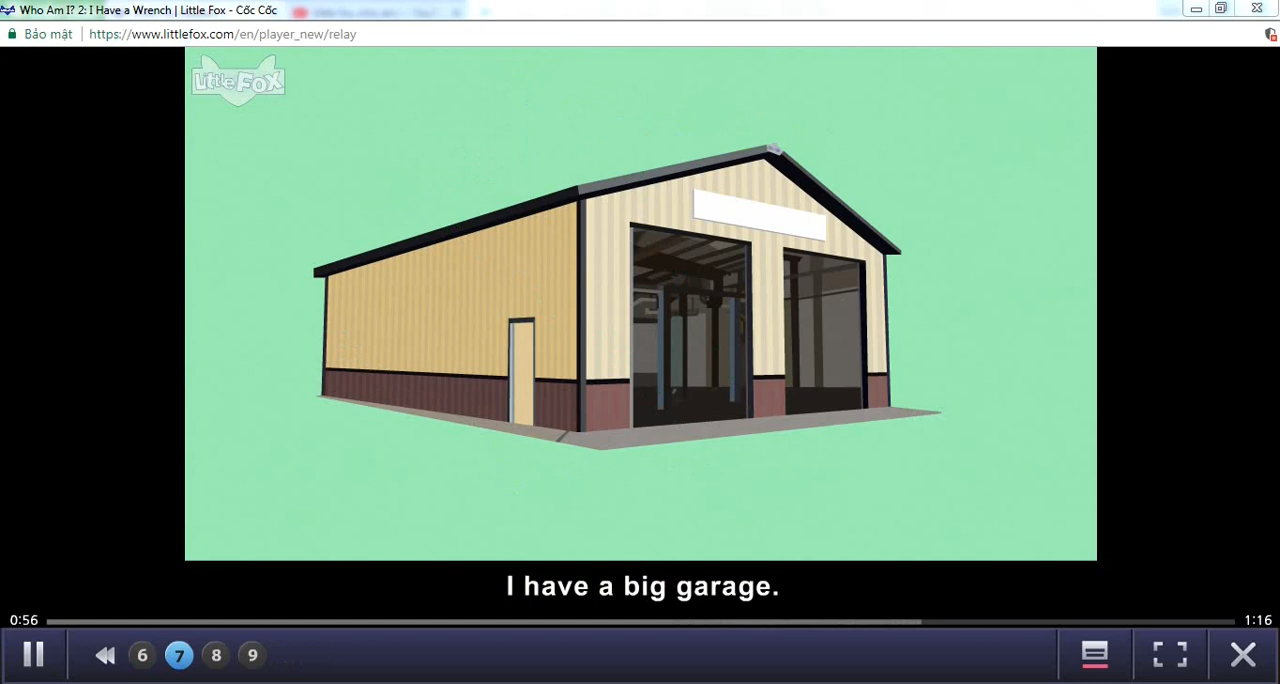 Who Am I? 2: I Have a Wrench | Little Fox - Cốc Cốc
Bảo mật
https://www.littlefox.com/en/player_new/relay
Little FOX
I have a big garage.
0:56
1:16
6 7 8 9